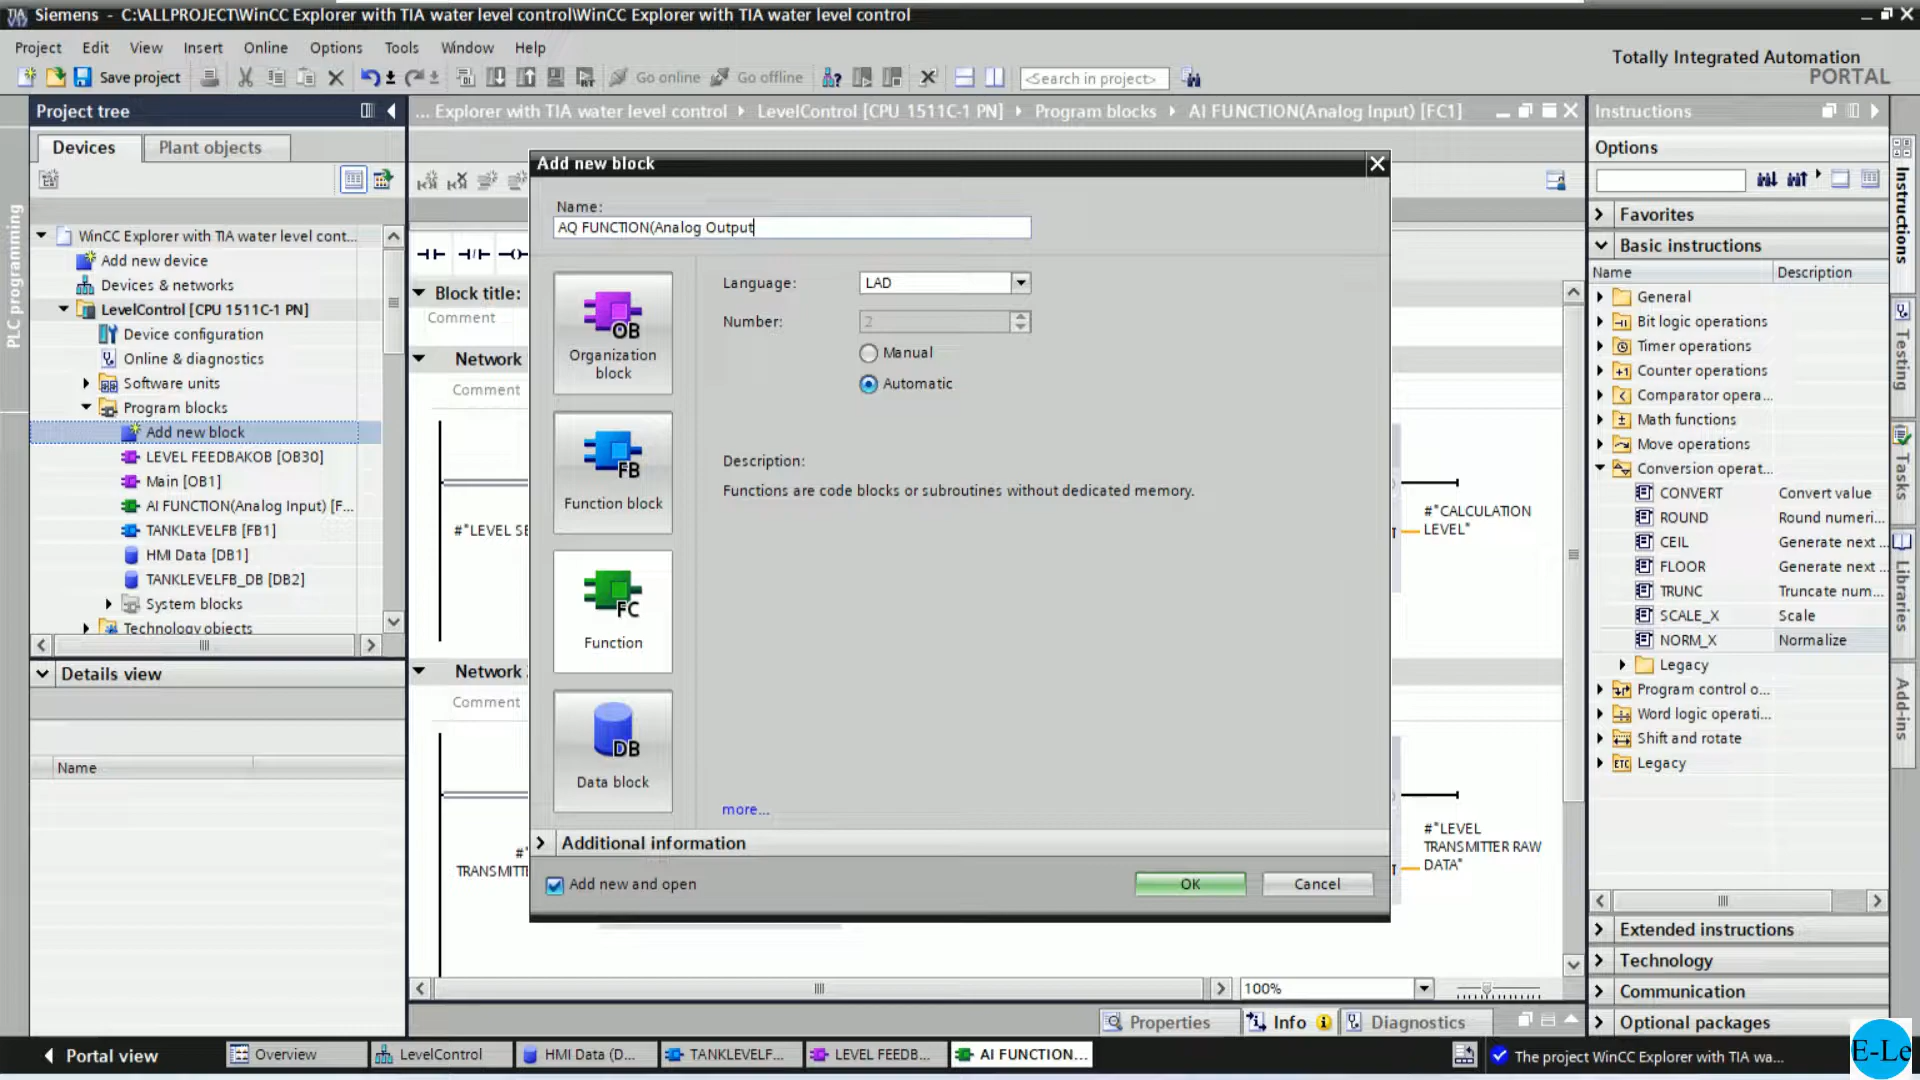 Siemens - C:\ALLPROJECT\WinCC Explorer with TIA water level control\WinCC Explorer with TIA water level control
Project Edit View Insert Online Options Tools Window Help
Totally Integrated Automation
PORTAL
Save project
Go online
Go offline
<Search in project>
Project tree
... Explorer with TIA water level control LevelControl [CPU 1511C-1 PN] Program blocks AI FUNCTION(Analog Input) [FC1]
Instructions
Devices
Plant objects
Options
PLC programming
WinCC Explorer with TIA water level cont...
Add new device
Devices & networks
LevelControl [CPU 1511C-1 PN]
Device configuration
Online & diagnostics
Software units
Program blocks
Add new block
LEVEL FEEDBAKOB [OB30]
Main [OB1]
AI FUNCTION(Analog Input) [F...
TANKLEVELFB [FB1]
HMI Data [DB1]
TANKLEVELFB_DB [DB2]
System blocks
Technology objects
Details view
Name
Block title:
Comment
Network
Comment
#"LEVEL SE
#"CALCULATION
LEVEL"
Network
Comment
#"
TRANSMITT
#"LEVEL
TRANSMITTER RAW
DATA"
Add new block
Name:
AQ FUNCTION(Analog Output
OB
Organization
block
FB
Function block
FC
Function
DB
Data block
Language:
LAD
Number:
2
Manual
Automatic
Description:
Functions are code blocks or subroutines without dedicated memory.
more...
Additional information
Add new and open
OK
Cancel
Favorites
Basic instructions
Name Description
General
Bit logic operations
Timer operations
Counter operations
Comparator opera...
Math functions
Move operations
Conversion operat...
CONVERT Convert value
ROUND Round numeri...
CEIL Generate next ...
FLOOR Generate next ...
TRUNC Truncate num...
SCALE_X Scale
NORM_X Normalize
Legacy
Program control o...
Word logic operati...
Shift and rotate
Legacy
Extended instructions
Technology
Communication
Optional packages
Instructions
Testing
Tasks
Libraries
Add-ins
100%
Properties
Info
Diagnostics
Portal view
Overview
LevelControl
HMI Data (D...
TANKLEVELF...
LEVEL FEEDB...
AI FUNCTION...
The project WinCC Explorer with TIA wa...
E-Le